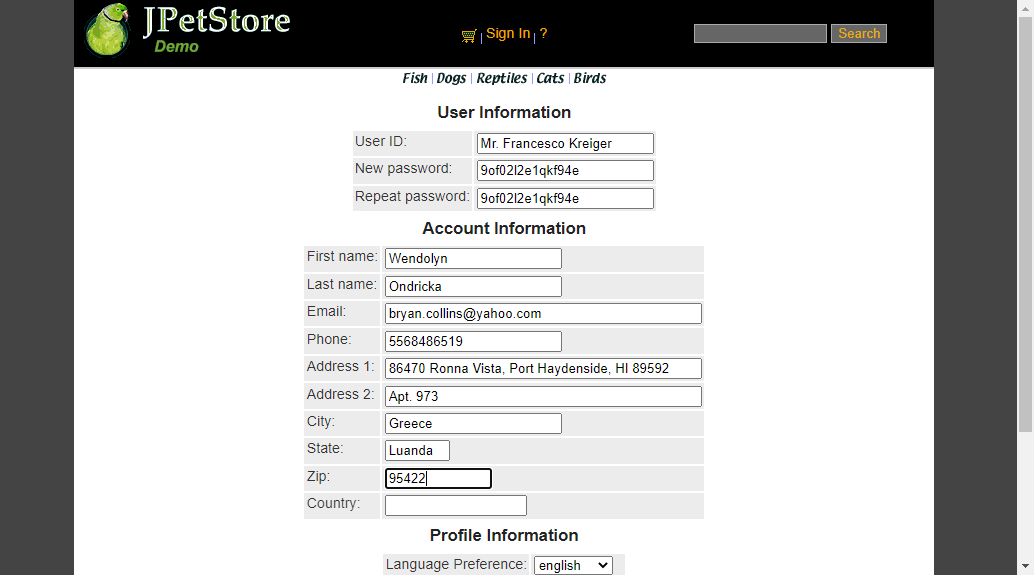 JPetStore
Demo
Sign In | ?
Search
Fish | Dogs | Reptiles | Cats | Birds
User Information
User ID: Mr. Francesco Kreiger
New password: 9of02l2e1qkf94e
Repeat password: 9of02l2e1qkf94e
Account Information
First name: Wendolyn
Last name: Ondricka
Email: bryan.collins@yahoo.com
Phone: 5568486519
Address 1: 86470 Ronna Vista, Port Haydenside, HI 89592
Address 2: Apt. 973
City: Greece
State: Luanda
Zip: 95422
Country:
Profile Information
Language Preference: english